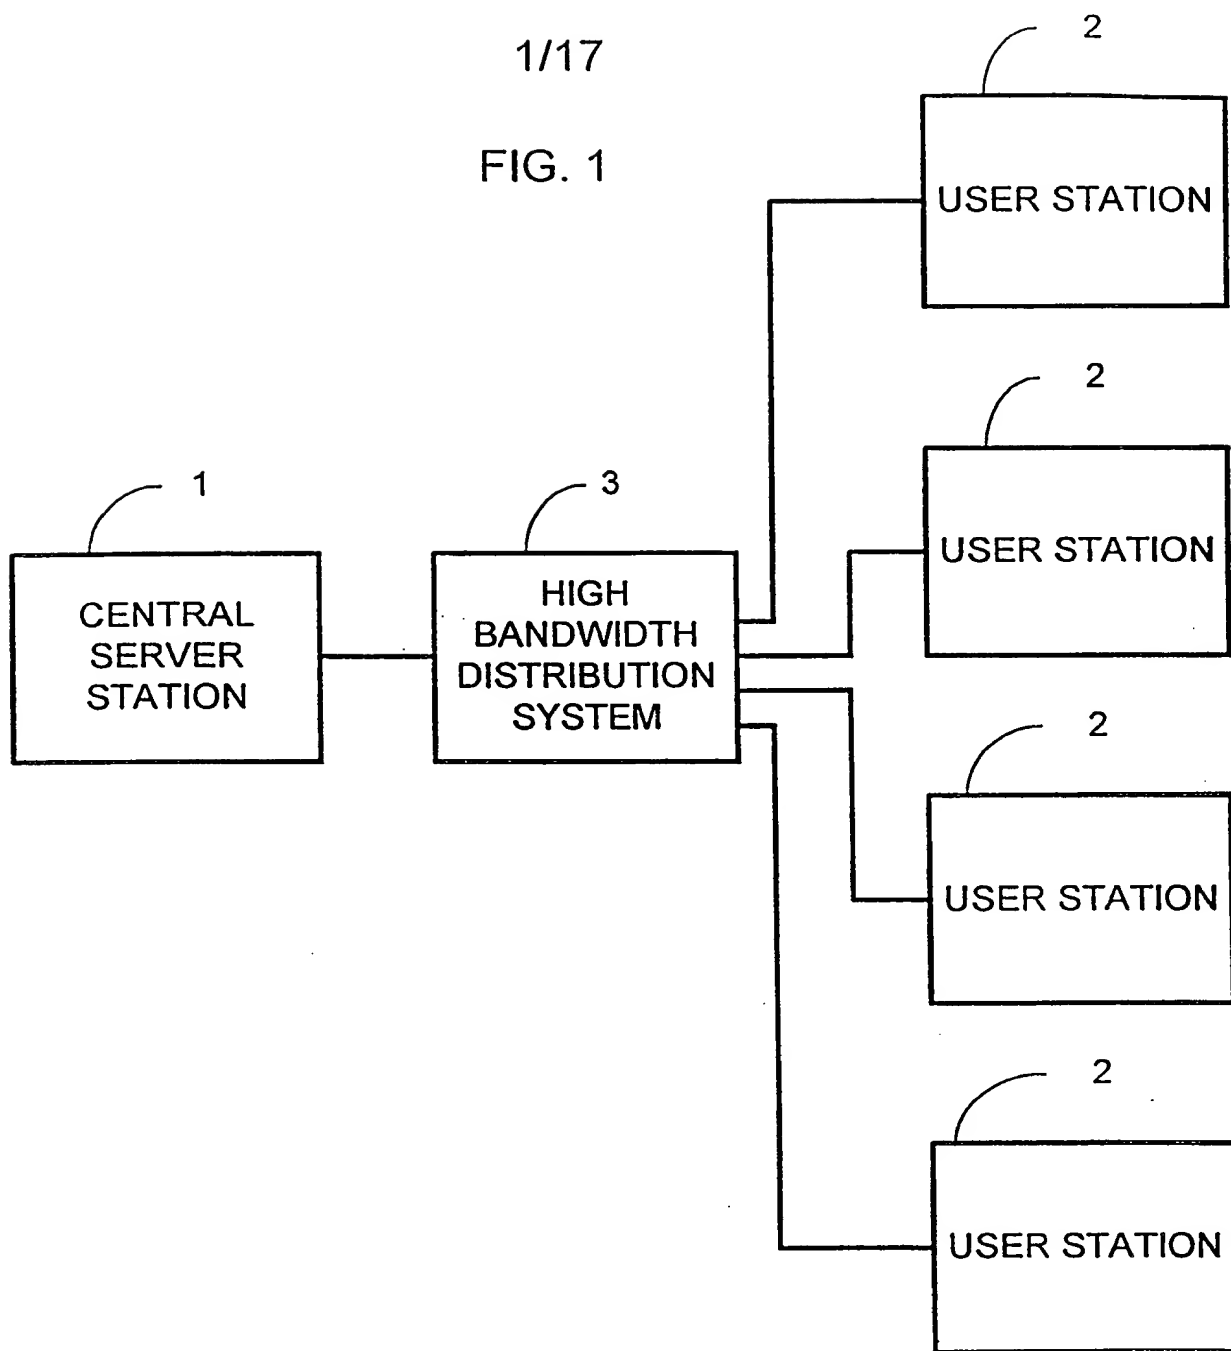 1/17
FIG. 1
2
USER STATION
2
USER STATION
1
CENTRAL
SERVER
STATION
3
HIGH
BANDWIDTH
DISTRIBUTION
SYSTEM
2
USER STATION
2
USER STATION